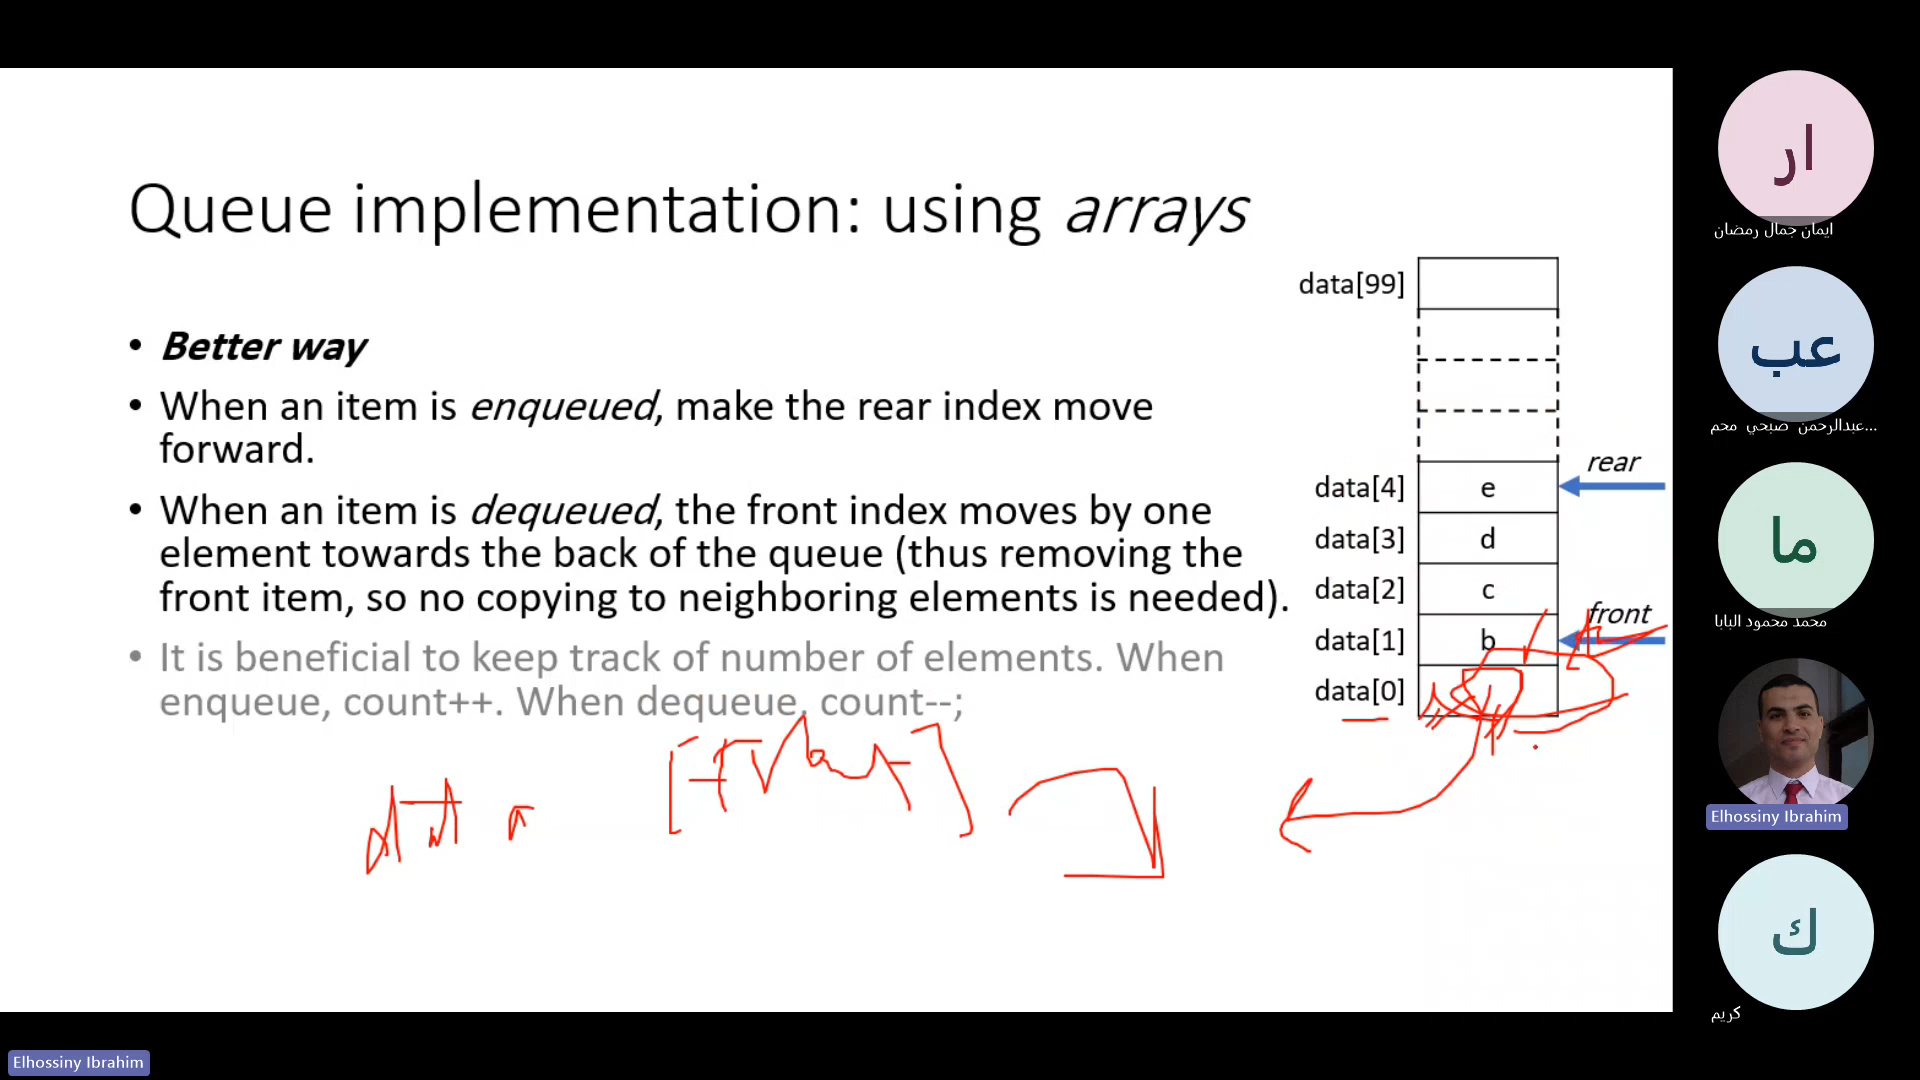 Queue implementation: using arrays
• Better way
• When an item is enqueued, make the rear index move
forward.
• When an item is dequeued, the front index moves by one
element towards the back of the queue (thus removing the
front item, so no copying to neighboring elements is needed).
• It is beneficial to keep track of number of elements. When
enqueue, count++. When dequeue, count--;
data[99]
rear
data[4] e
data[3] d
data[2] c
front
data[1] b
data[0]
ار
ايمان جمال رمضان
عب
عبدالرحمن صبحي محم...
ما
محمد محمود البابا
Elhossiny Ibrahim
ك
كريم
Elhossiny Ibrahim